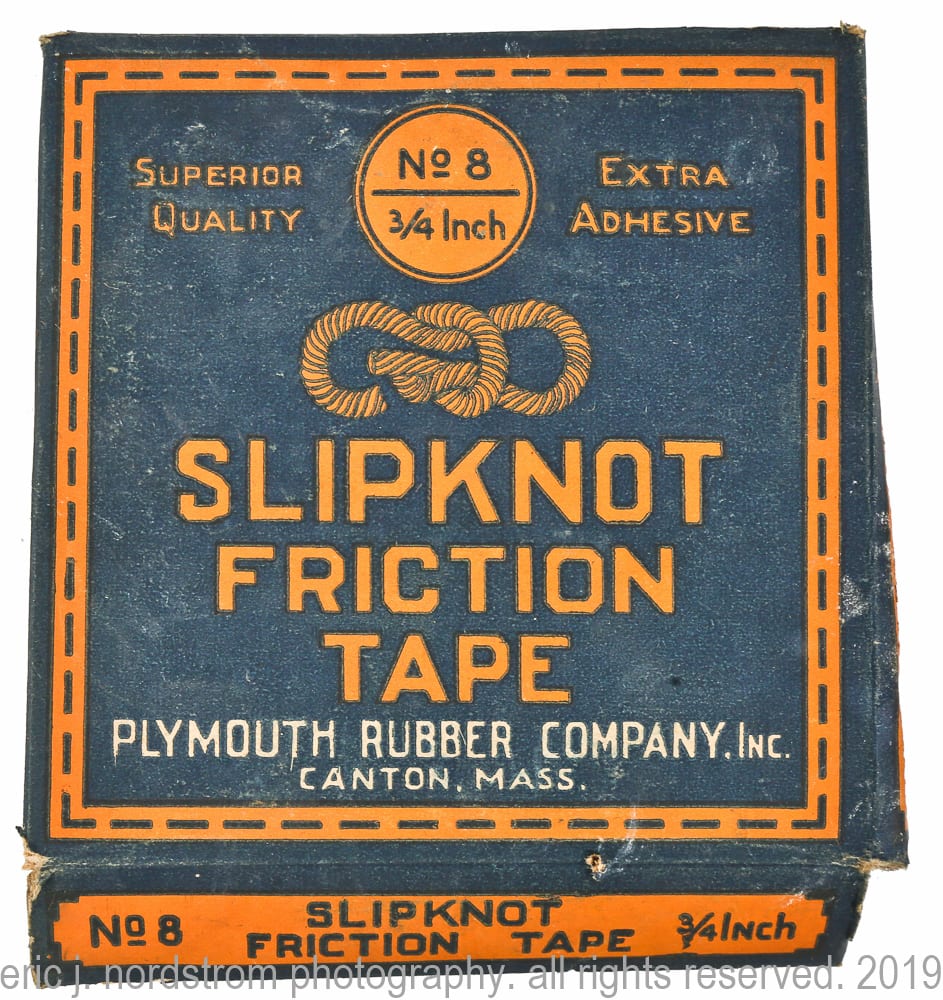 Nº 8
3/4 Inch
SUPERIOR
QUALITY
EXTRA
ADHESIVE
SLIPKNOT
FRICTION
TAPE
PLYMOUTH RUBBER COMPANY, INC.
CANTON, MASS.
Nº 8
SLIPKNOT
FRICTION TAPE
3/4 INCH
eric j. nordstrom photography. all rights reserved. 2019